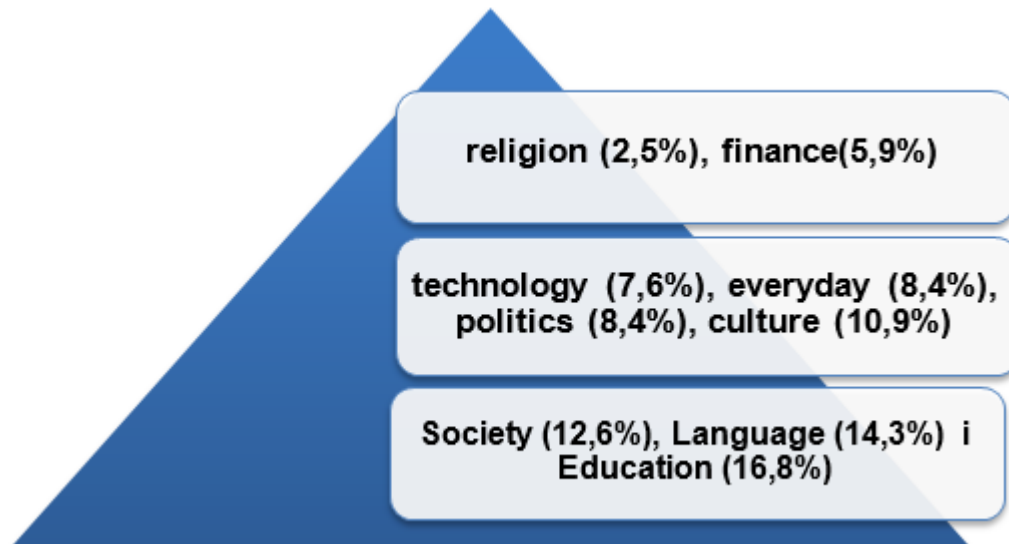 religion (2,5%), finance(5,9%)
technology (7,6%), everyday (8,4%),
politics (8,4%), culture (10,9%)
Society (12,6%), Language (14,3%) i
Education (16,8%)